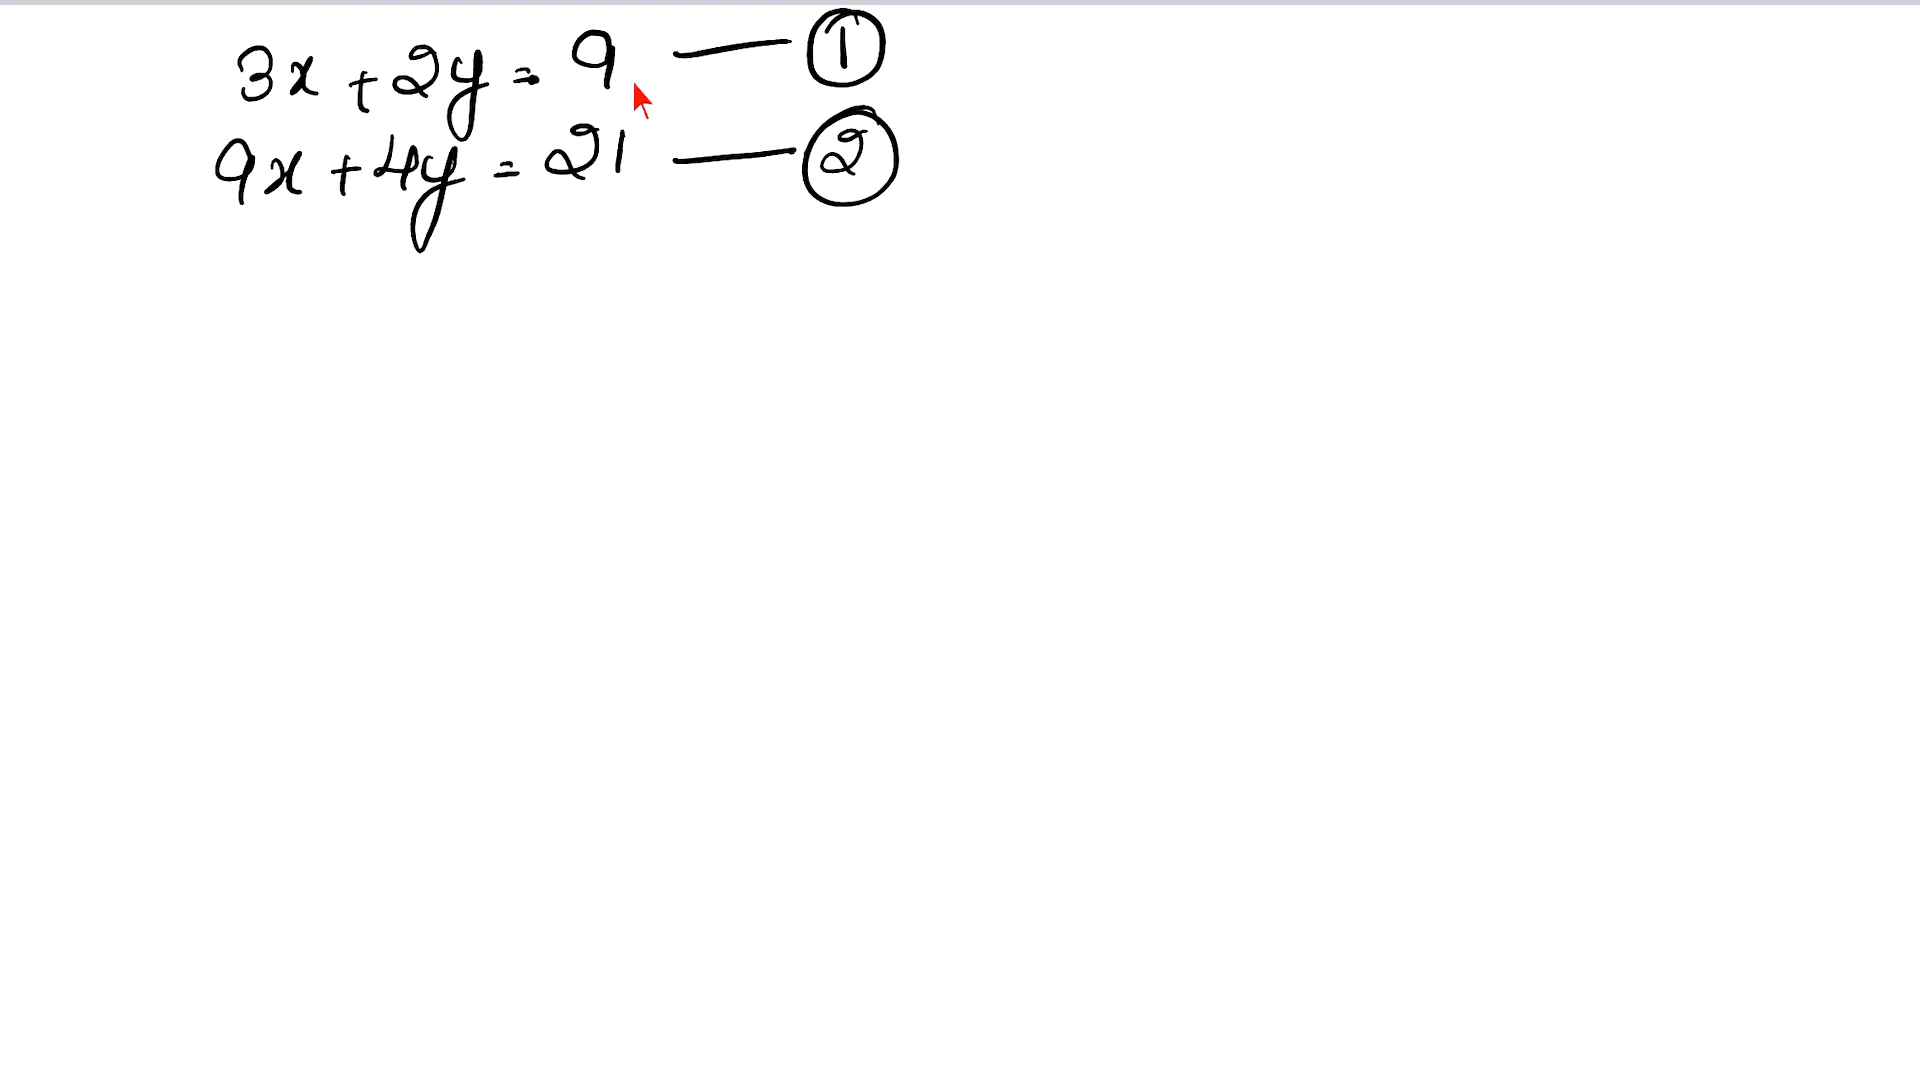 3x + 2y = 9 — ①
9x + 4y = 21 — ②